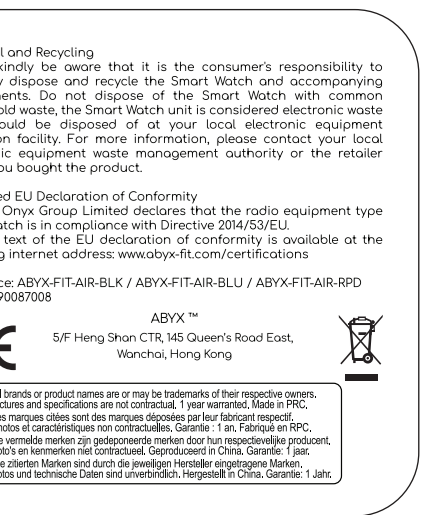 l and Recycling
kindly be aware that it is the consumer's responsibility to
y dispose and recycle the Smart Watch and accompanying
nents. Do not dispose of the Smart Watch with common
old waste, the Smart Watch unit is considered electronic waste
ould be disposed of at your local electronic equipment
on facility. For more information, please contact your local
ic equipment waste management authority or the retailer
ou bought the product.
ed EU Declaration of Conformity
Onyx Group Limited declares that the radio equipment type
atch is in compliance with Directive 2014/53/EU.
text of the EU declaration of conformity is available at the
g internet address: www.abyx-fit.com/certifications
ce: ABYX-FIT-AIR-BLK / ABYX-FIT-AIR-BLU / ABYX-FIT-AIR-RPD
90087008
ABYX ™
5/F Heng Shan CTR, 145 Queen's Road East,
Wanchai, Hong Kong
CE
l brands or product names are or may be trademarks of their respective owners.
ctures and specifications are not contractual. 1 year warranted. Made in PRC.
es marques citées sont des marques déposées par leur fabricant respectif.
hotos et caractéristiques non contractuelles. Garantie : 1 an. Fabriqué en RPC.
e vermelde merken zijn gedeponeerde merken door hun respectievelijke producent.
oto's en kenmerken niet contractueel. Geproduceerd in China. Garantie: 1 jaar.
e zitierten Marken sind durch die jeweiligen Hersteller eingetragene Marken.
otos und technische Daten sind unverbindlich. Hergestellt in China. Garantie: 1 Jahr.